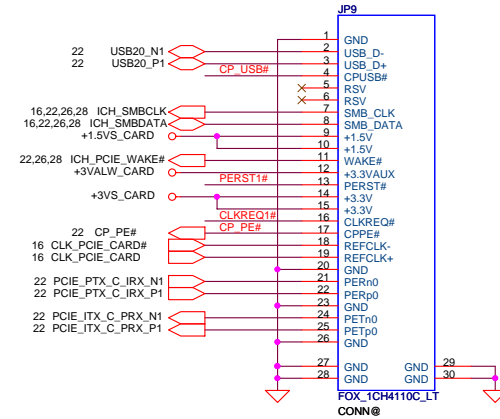 JP9
1 GND
22 USB20_N1 2 USB_D-
22 USB20_P1 3 USB_D+
CP_USB# 4 CPUSB#
5 RSV
6 RSV
16,22,26,28 ICH_SMBCLK 7 SMB_CLK
16,22,26,28 ICH_SMBDATA 8 SMB_DATA
+1.5VS_CARD 9 +1.5V
10 +1.5V
22,26,28 ICH_PCIE_WAKE# 11 WAKE#
+3VALW_CARD 12 +3.3VAUX
PERST1# 13 PERST#
+3VS_CARD 14 +3.3V
15 +3.3V
CLKREQ1# 16 CLKREQ#
22 CP_PE# CP_PE# 17 CPPE#
16 CLK_PCIE_CARD# 18 REFCLK-
16 CLK_PCIE_CARD 19 REFCLK+
20 GND
22 PCIE_PTX_C_IRX_N1 21 PERn0
22 PCIE_PTX_C_IRX_P1 22 PERp0
23 GND
22 PCIE_ITX_C_PRX_N1 24 PETn0
22 PCIE_ITX_C_PRX_P1 25 PETp0
26 GND
27 GND GND 29
28 GND GND 30
FOX_1CH4110C_LT
CONN@